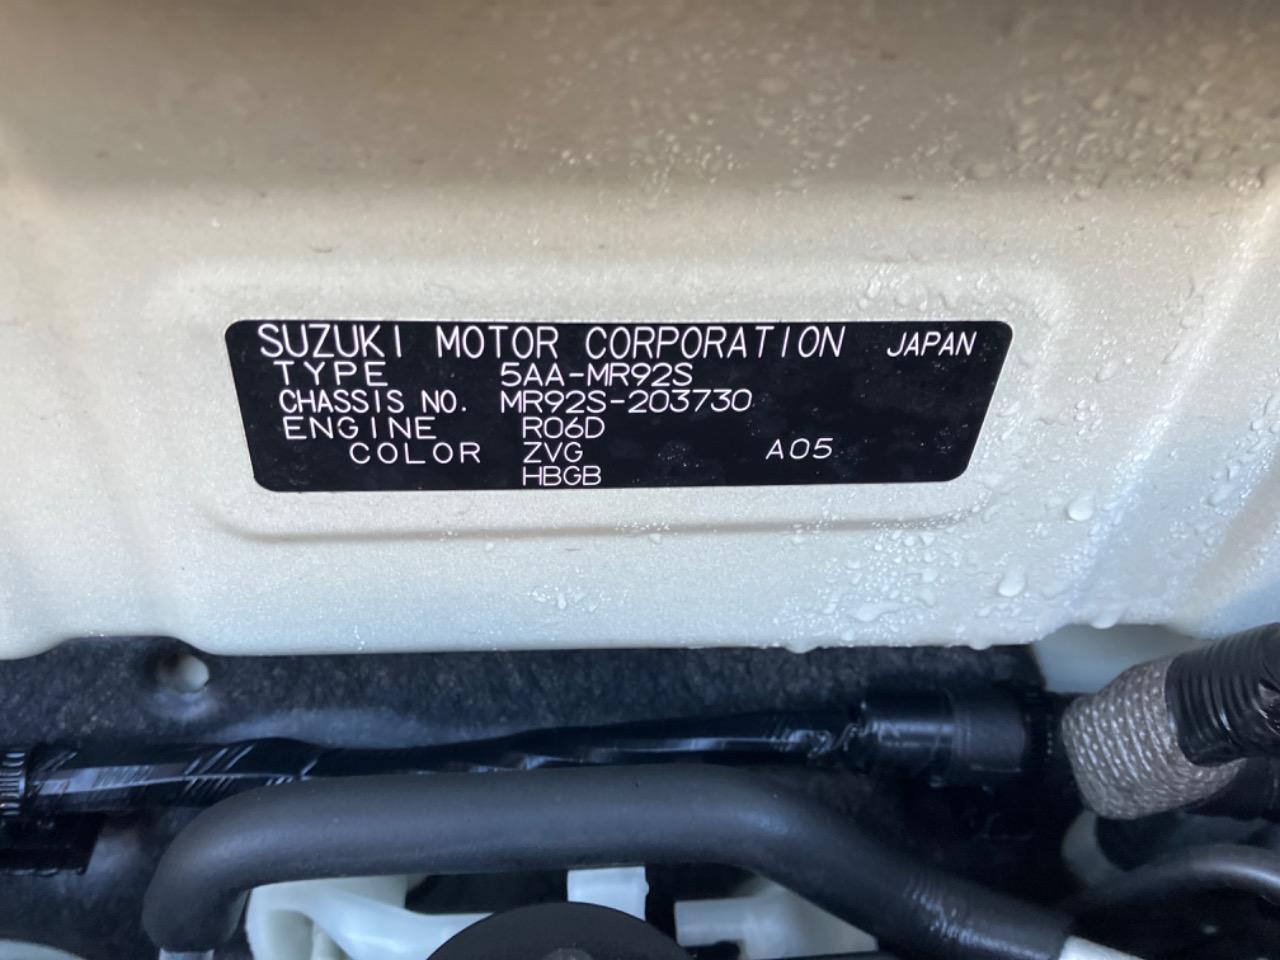 SUZUKI MOTOR CORPORATION JAPAN
TYPE 5AA-MR92S
CHASSIS NO. MR92S-203730
ENGINE R06D
COLOR ZVG A05
HBGB